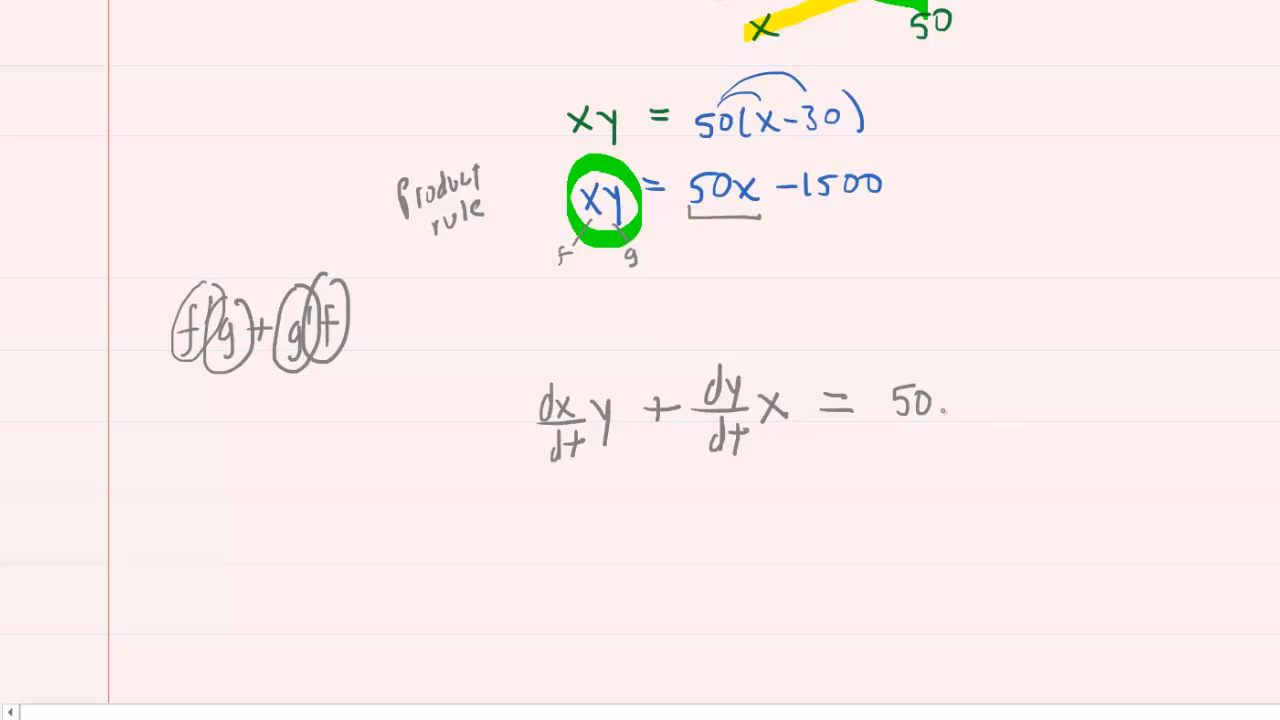 x 50
xy = 50(x-30)
Product rule
xy = 50x -1500
f g
f'g + g'f
dx/dt y + dy/dt x = 50.